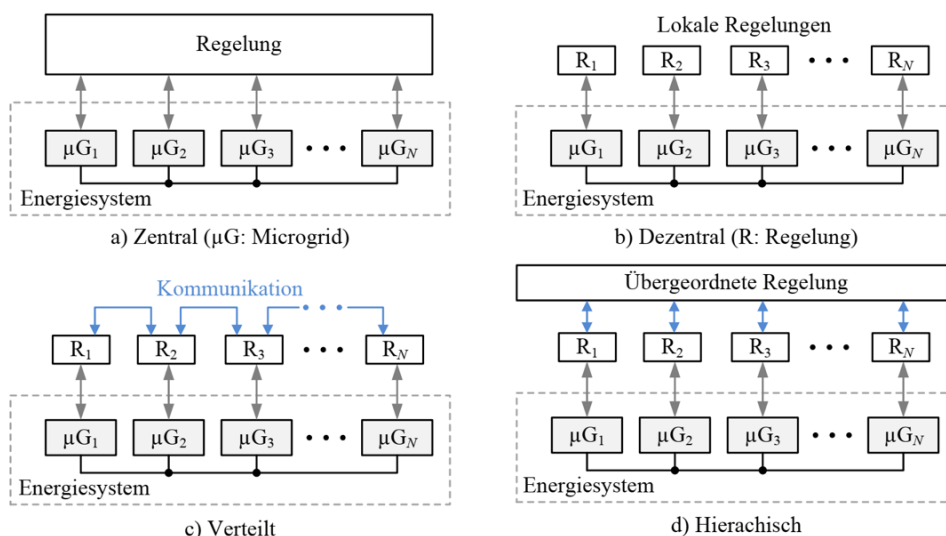 Regelung
µG1 µG2 µG3 • • • µGN
Energiesystem
a) Zentral (µG: Microgrid)
Lokale Regelungen
R1 R2 R3 • • • RN
µG1 µG2 µG3 • • • µGN
Energiesystem
b) Dezentral (R: Regelung)
Kommunikation
R1 R2 R3 • • • RN
µG1 µG2 µG3 • • • µGN
Energiesystem
c) Verteilt
Übergeordnete Regelung
R1 R2 R3 • • • RN
µG1 µG2 µG3 • • • µGN
Energiesystem
d) Hierachisch